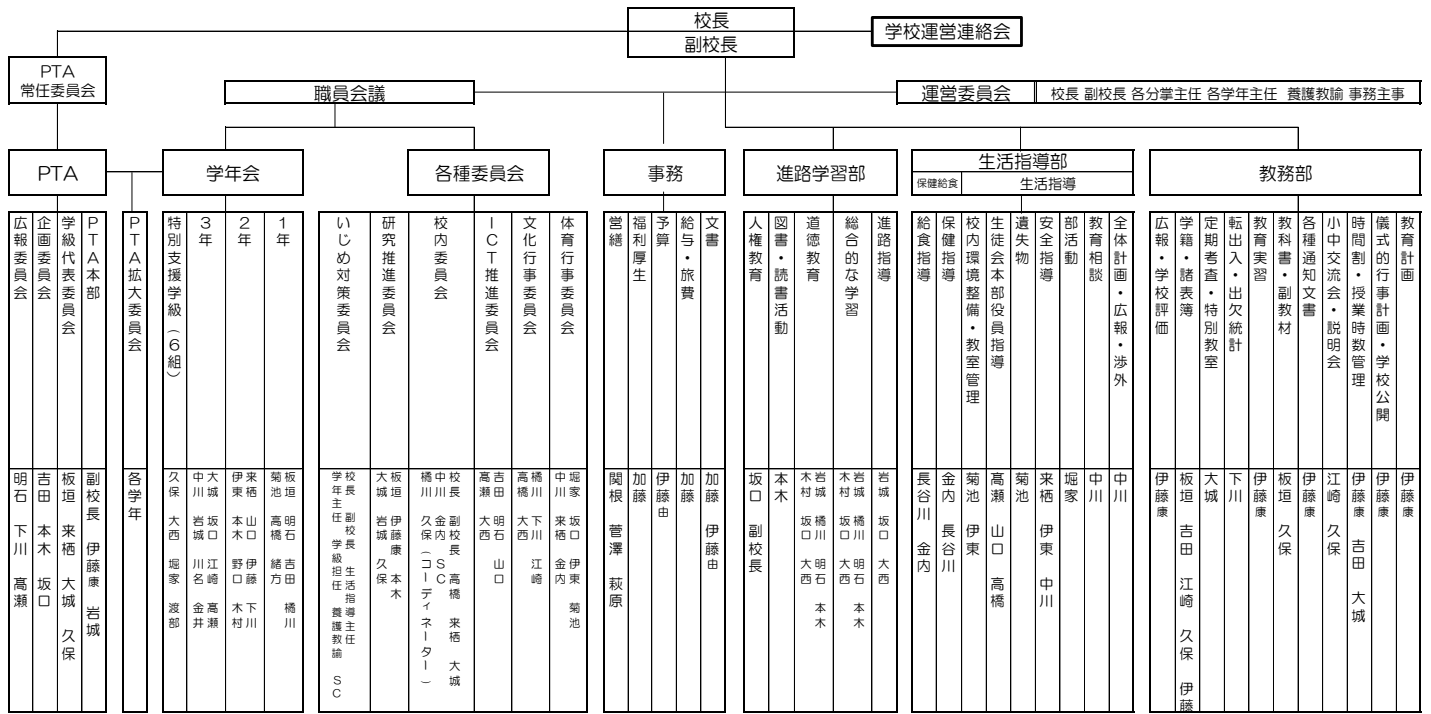 校長
副校長
学校運営連絡会
PTA
常任委員会
職員会議
運営委員会
校長 副校長 各分掌主任 各学年主任 養護教諭 事務主事
PTA
学年会
各種委員会
事務
進路学習部
生活指導部
保健給食
生活指導
教務部
広報委員会
企画委員会
学級代表委員会
PTA本部
PTA拡大委員会
特別支援学級(6組)
3年
2年
1年
いじめ対策委員会
研究推進委員会
校内委員会
ICT推進委員会
文化行事委員会
体育行事委員会
営繕
福利厚生
予算
給与・旅費
文書
人権教育
図書・読書活動
道徳教育
総合的な学習
進路指導
給食指導
保健指導
校内環境整備・教室管理
生徒会本部役員指導
遺失物
安全指導
部活動
教育相談
全体計画・広報・渉外
広報・学校評価
学籍・諸表簿
定期考査・特別教室
転出入・出欠統計
教育実習
教科書・副教材
各種通知文書
小中交流会・説明会
時間割・授業時数管理
儀式的行事計画・学校公開
教育計画
明石 下川 髙瀬
吉田 本木 坂口
板垣 来栖 大城 久保
副校長 伊藤康 岩城
各学年
久保 大西 堀家 渡部
大城 坂口 江崎 髙瀬
中川 岩城 川名 金井
来栖 山口 伊藤 下川
伊東 本木 野口 木村
板垣 明石 吉田 橘川
菊池 高橋 緒方
校長 副校長 生活指導主任
学年主任 学級担任 養護教諭 SC
板垣 伊藤康 本木
大城 岩城 久保
校長 副校長 高橋 来栖 大城
中川 金内 SC
橘川 久保(コーディネーター)
吉田 明石 山口
髙瀬 大西
橘川 下川 江崎
高橋 大西
堀家 坂口 伊東 菊池
中川 来栖 金内
関根 菅澤 萩原
加藤
伊藤由
加藤
加藤 伊藤由
坂口 副校長
本木
岩城 橘川 明石 本木
木村 坂口 大西
岩城 橘川 明石 本木
木村 坂口 大西
岩城 坂口 大西
長谷川 金内
金内 長谷川
菊池 伊東
髙瀬 山口 高橋
菊池
来栖 伊東 中川
堀家
中川
中川
伊藤康
板垣 吉田 江崎 久保 伊藤
大城
下川
伊藤康
板垣 久保
伊藤康
江崎 久保
伊藤康 吉田 大城
伊藤康
伊藤康